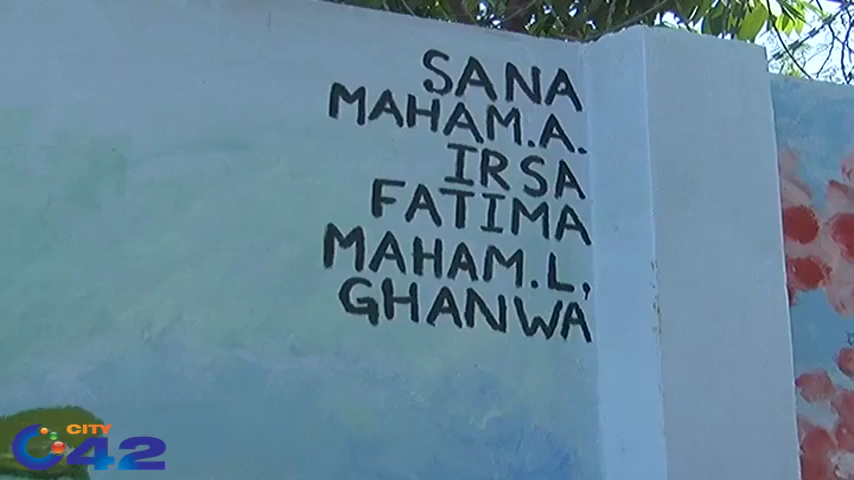 SANA
MAHAM.A.
IRSA
FATIMA
MAHAM.L,
GHANWA
CITY
42